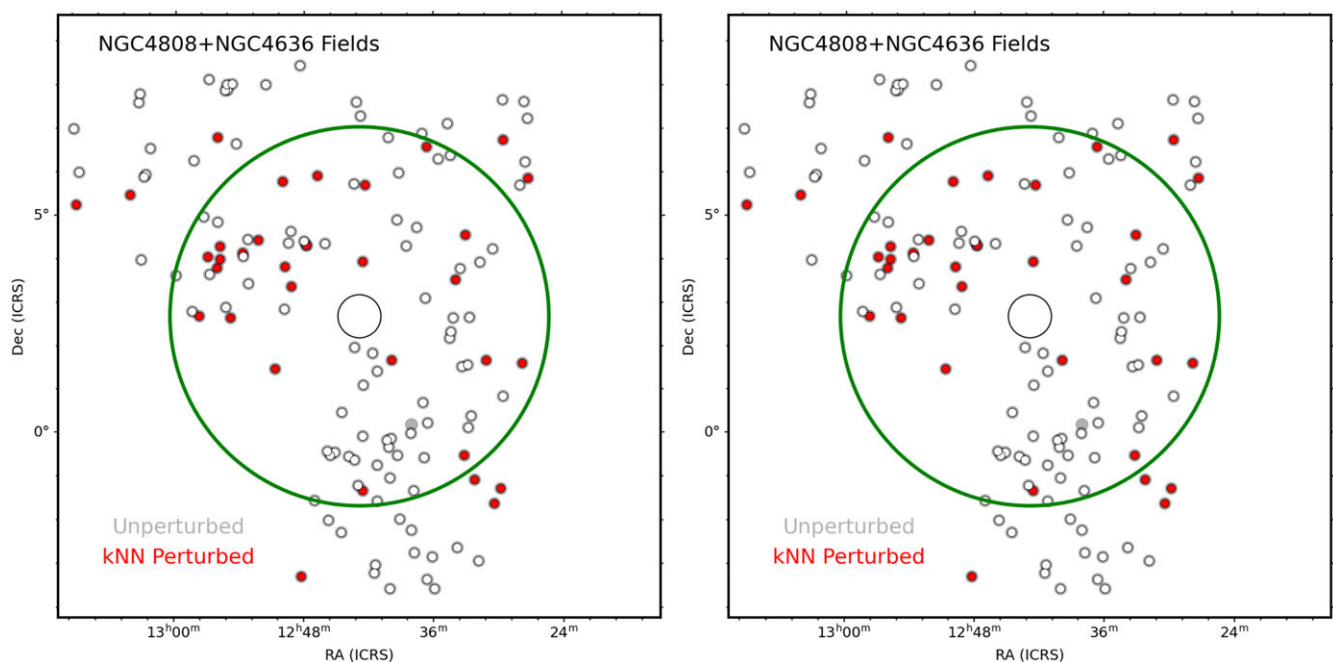 NGC4808+NGC4636 Fields
5°
0°
Dec (ICRS)
Unperturbed
kNN Perturbed
13ʰ00ᵐ 12ʰ48ᵐ 36ᵐ 24ᵐ
RA (ICRS)
NGC4808+NGC4636 Fields
5°
0°
Dec (ICRS)
Unperturbed
kNN Perturbed
13ʰ00ᵐ 12ʰ48ᵐ 36ᵐ 24ᵐ
RA (ICRS)